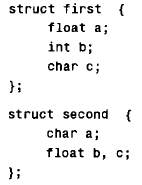 struct first {
float a;
int b;
char c;
};
struct second {
char a;
float b, c;
};